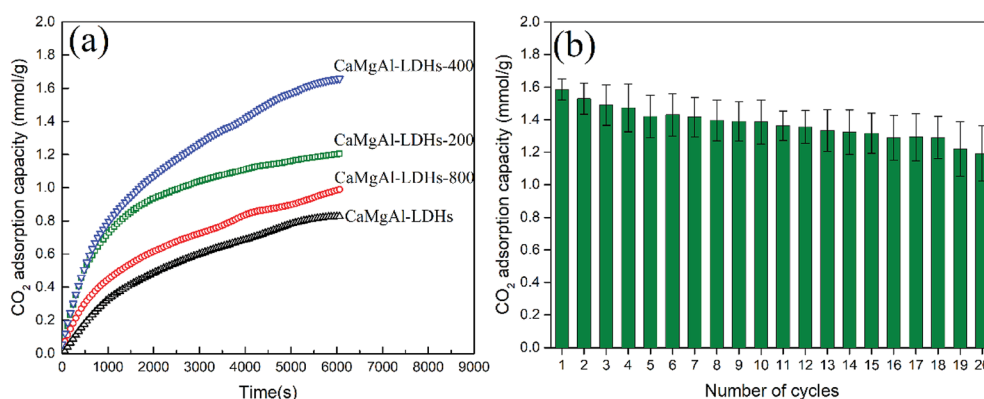 (a)
CO2 adsorption capacity (mmol/g)
2.0
1.8
1.6
1.4
1.2
1.0
0.8
0.6
0.4
0.2
0.0
CaMgAl-LDHs-400
CaMgAl-LDHs-200
CaMgAl-LDHs-800
CaMgAl-LDHs
0 1000 2000 3000 4000 5000 6000 7000 8000 9000
Time(s)
(b)
CO2 adsorption capacity (mmol/g)
2.0
1.8
1.6
1.4
1.2
1.0
0.8
0.6
0.4
0.2
0.0
1 2 3 4 5 6 7 8 9 10 11 12 13 14 15 16 17 18 19 20
Number of cycles